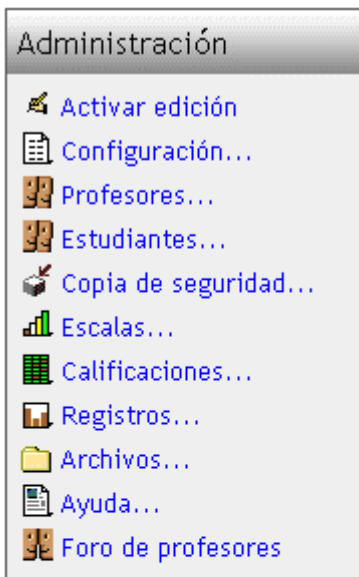 Administración
Activar edición
Configuración...
Profesores...
Estudiantes...
Copia de seguridad...
Escalas...
Calificaciones...
Registros...
Archivos...
Ayuda...
Foro de profesores